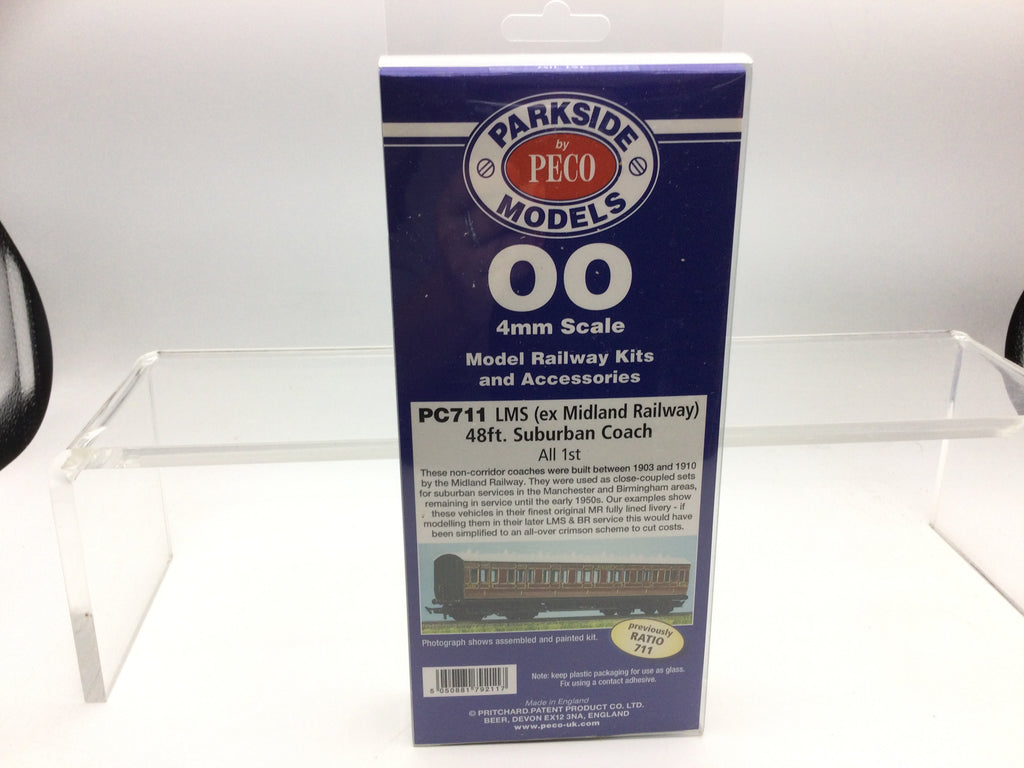 PARKSIDE
by
PECO
MODELS
OO
4mm Scale
Model Railway Kits
and Accessories
PC711 LMS (ex Midland Railway)
48ft. Suburban Coach
All 1st
These non-corridor coaches were built between 1903 and 1910
by the Midland Railway. They were used as close-coupled sets
for suburban services in the Manchester and Birmingham areas,
remaining in service until the early 1950s. Our examples show
these vehicles in their finest original MR fully lined livery - if
modelling them in their later LMS & BR service this would have
been simplified to an all-over crimson scheme to cut costs.
previously
RATIO
711
Photograph shows assembled and painted kit.
Note: keep plastic packaging for use as glass.
Fix using a contact adhesive.
5 050881 792117
Made in England
© PRITCHARD PATENT PRODUCT CO. LTD.
BEER, DEVON EX12 3NA, ENGLAND
www.peco-uk.com